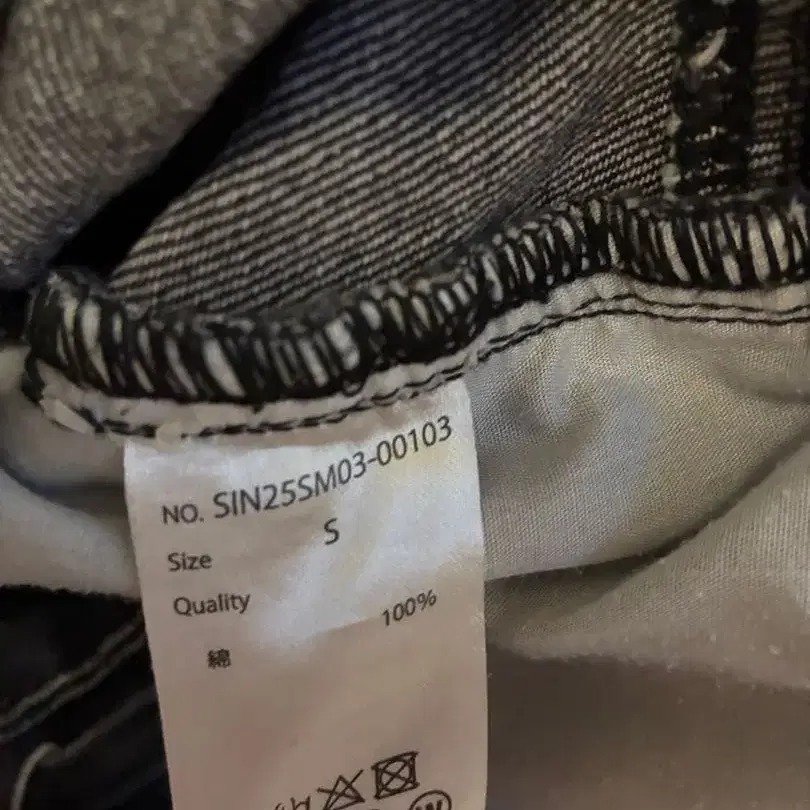 NO. SIN25SM03-00103
Size S
Quality
綿 100%